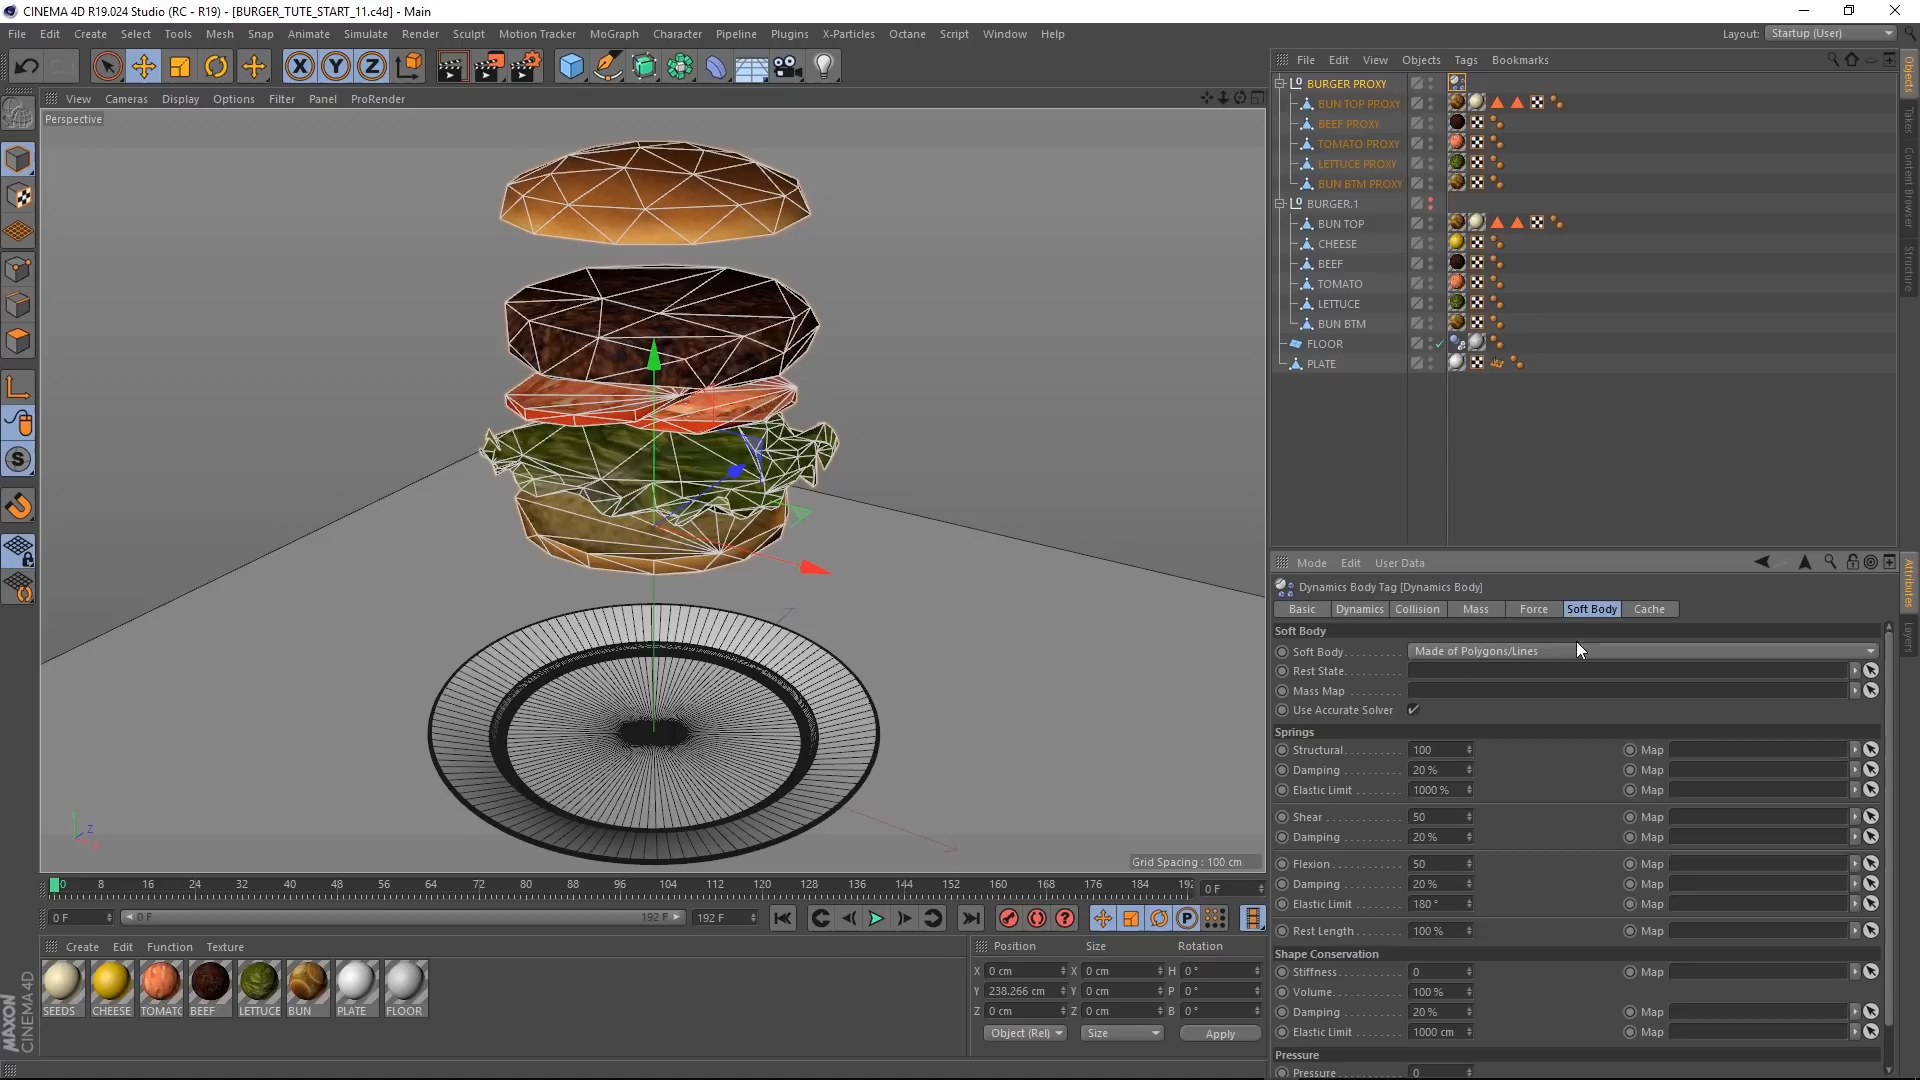 CINEMA 4D R19.024 Studio (RC - R19) - [BURGER_TUTE_START_11.c4d] - Main
File Edit Create Select Tools Mesh Snap Animate Simulate Render Sculpt Motion Tracker MoGraph Character Pipeline Plugins X-Particles Octane Script Window Help Layout: Startup (User)
View Cameras Display Options Filter Panel ProRender
Perspective
Grid Spacing : 100 cm
0 8 16 24 32 40 48 56 64 72 80 88 96 104 112 120 128 136 144 152 160 168 176 184 192 0 F
0 F 0 F 192 F 192 F
Create Edit Function Texture
SEEDS CHEESE TOMATO BEEF LETTUCE BUN PLATE FLOOR
MAXON CINEMA 4D
Position Size Rotation
X 0 cm X 0 cm H 0 °
Y 238.266 cm Y 0 cm P 0 °
Z 0 cm Z 0 cm B 0 °
Object (Rel) Size Apply
File Edit View Objects Tags Bookmarks
BURGER PROXY
BUN TOP PROXY
BEEF PROXY
TOMATO PROXY
LETTUCE PROXY
BUN BTM PROXY
BURGER.1
BUN TOP
CHEESE
BEEF
TOMATO
LETTUCE
BUN BTM
FLOOR
PLATE
Objects
Takes
Content Browser
Structure
Mode Edit User Data
Dynamics Body Tag [Dynamics Body]
Basic Dynamics Collision Mass Force Soft Body Cache
Soft Body
Soft Body Made of Polygons/Lines
Rest State
Mass Map
Use Accurate Solver
Springs
Structural 100 Map
Damping 20 % Map
Elastic Limit 1000 % Map
Shear 50 Map
Damping 20 % Map
Flexion 50 Map
Damping 20 % Map
Elastic Limit 180 ° Map
Rest Length 100 % Map
Shape Conservation
Stiffness 0 Map
Volume 100 %
Damping 20 % Map
Elastic Limit 1000 cm Map
Pressure
Pressure 0
Attributes
Layers